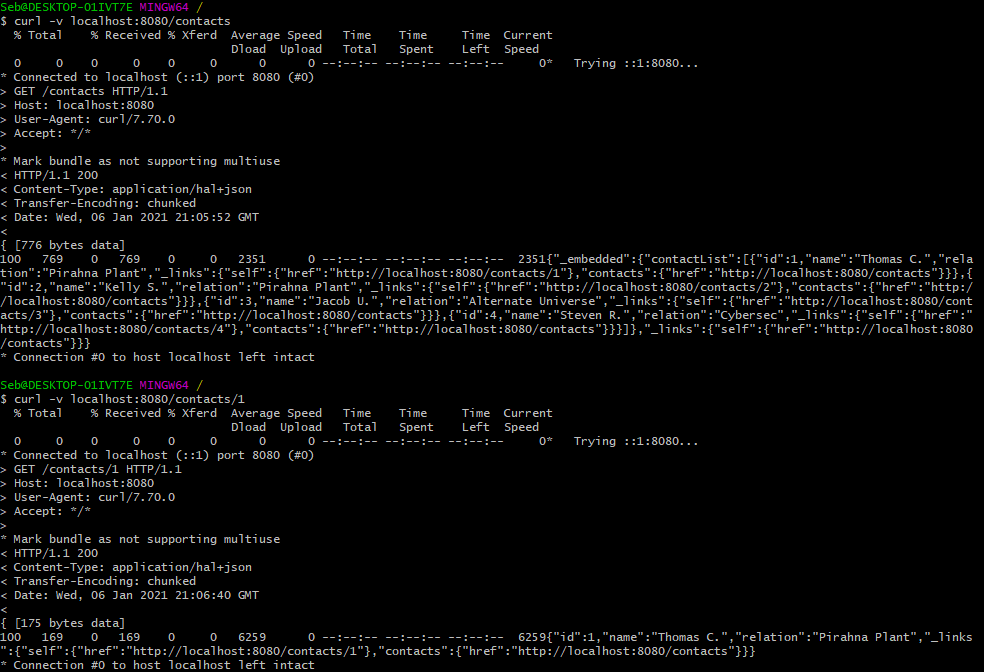 Seb@DESKTOP-01IVT7E MINGW64 /
$ curl -v localhost:8080/contacts
  % Total    % Received % Xferd  Average Speed   Time    Time     Time  Current
                                 Dload  Upload   Total   Spent    Left  Speed
  0     0    0     0    0     0      0      0 --:--:-- --:--:-- --:--:--     0*   Trying ::1:8080...
* Connected to localhost (::1) port 8080 (#0)
> GET /contacts HTTP/1.1
> Host: localhost:8080
> User-Agent: curl/7.70.0
> Accept: */*
>
* Mark bundle as not supporting multiuse
< HTTP/1.1 200
< Content-Type: application/hal+json
< Transfer-Encoding: chunked
< Date: Wed, 06 Jan 2021 21:05:52 GMT
<
{ [776 bytes data]
100   769    0   769    0     0   2351      0 --:--:-- --:--:-- --:--:--  2351{"_embedded":{"contactList":[{"id":1,"name":"Thomas C.","rela
tion":"Pirahna Plant","_links":{"self":{"href":"http://localhost:8080/contacts/1"},"contacts":{"href":"http://localhost:8080/contacts"}}},{
"id":2,"name":"Kelly S.","relation":"Pirahna Plant","_links":{"self":{"href":"http://localhost:8080/contacts/2"},"contacts":{"href":"http:/
/localhost:8080/contacts"}}},{"id":3,"name":"Jacob U.","relation":"Alternate Universe","_links":{"self":{"href":"http://localhost:8080/cont
acts/3"},"contacts":{"href":"http://localhost:8080/contacts"}}},{"id":4,"name":"Steven R.","relation":"Cybersec","_links":{"self":{"href":"
http://localhost:8080/contacts/4"},"contacts":{"href":"http://localhost:8080/contacts"}}}]},"_links":{"self":{"href":"http://localhost:8080
/contacts"}}}
* Connection #0 to host localhost left intact

Seb@DESKTOP-01IVT7E MINGW64 /
$ curl -v localhost:8080/contacts/1
  % Total    % Received % Xferd  Average Speed   Time    Time     Time  Current
                                 Dload  Upload   Total   Spent    Left  Speed
  0     0    0     0    0     0      0      0 --:--:-- --:--:-- --:--:--     0*   Trying ::1:8080...
* Connected to localhost (::1) port 8080 (#0)
> GET /contacts/1 HTTP/1.1
> Host: localhost:8080
> User-Agent: curl/7.70.0
> Accept: */*
>
* Mark bundle as not supporting multiuse
< HTTP/1.1 200
< Content-Type: application/hal+json
< Transfer-Encoding: chunked
< Date: Wed, 06 Jan 2021 21:06:40 GMT
<
{ [175 bytes data]
100   169    0   169    0     0   6259      0 --:--:-- --:--:-- --:--:--  6259{"id":1,"name":"Thomas C.","relation":"Pirahna Plant","_links
":{"self":{"href":"http://localhost:8080/contacts/1"},"contacts":{"href":"http://localhost:8080/contacts"}}}
* Connection #0 to host localhost left intact